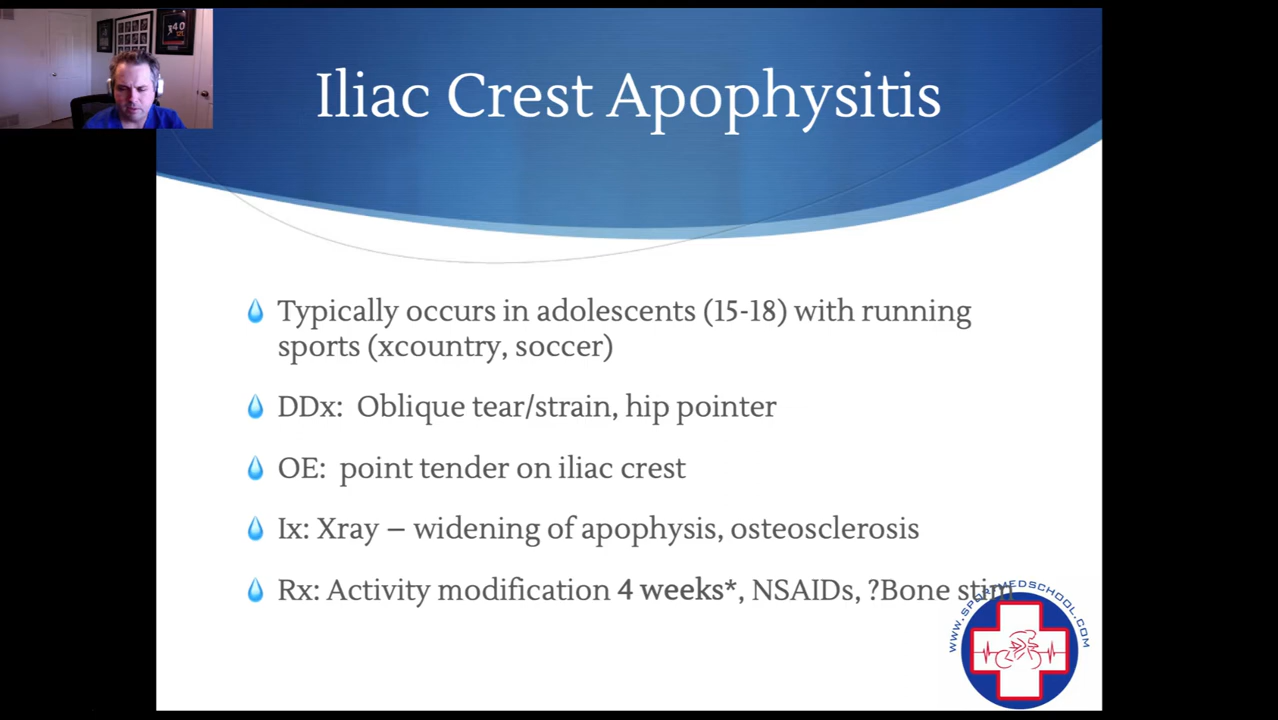 Iliac Crest Apophysitis
Typically occurs in adolescents (15-18) with running
sports (xcountry, soccer)
DDx: Oblique tear/strain, hip pointer
OE: point tender on iliac crest
Ix: Xray – widening of apophysis, osteosclerosis
Rx: Activity modification 4 weeks*, NSAIDs, ?Bone stim
WWW.SPORTMEDSCHOOL.COM
40